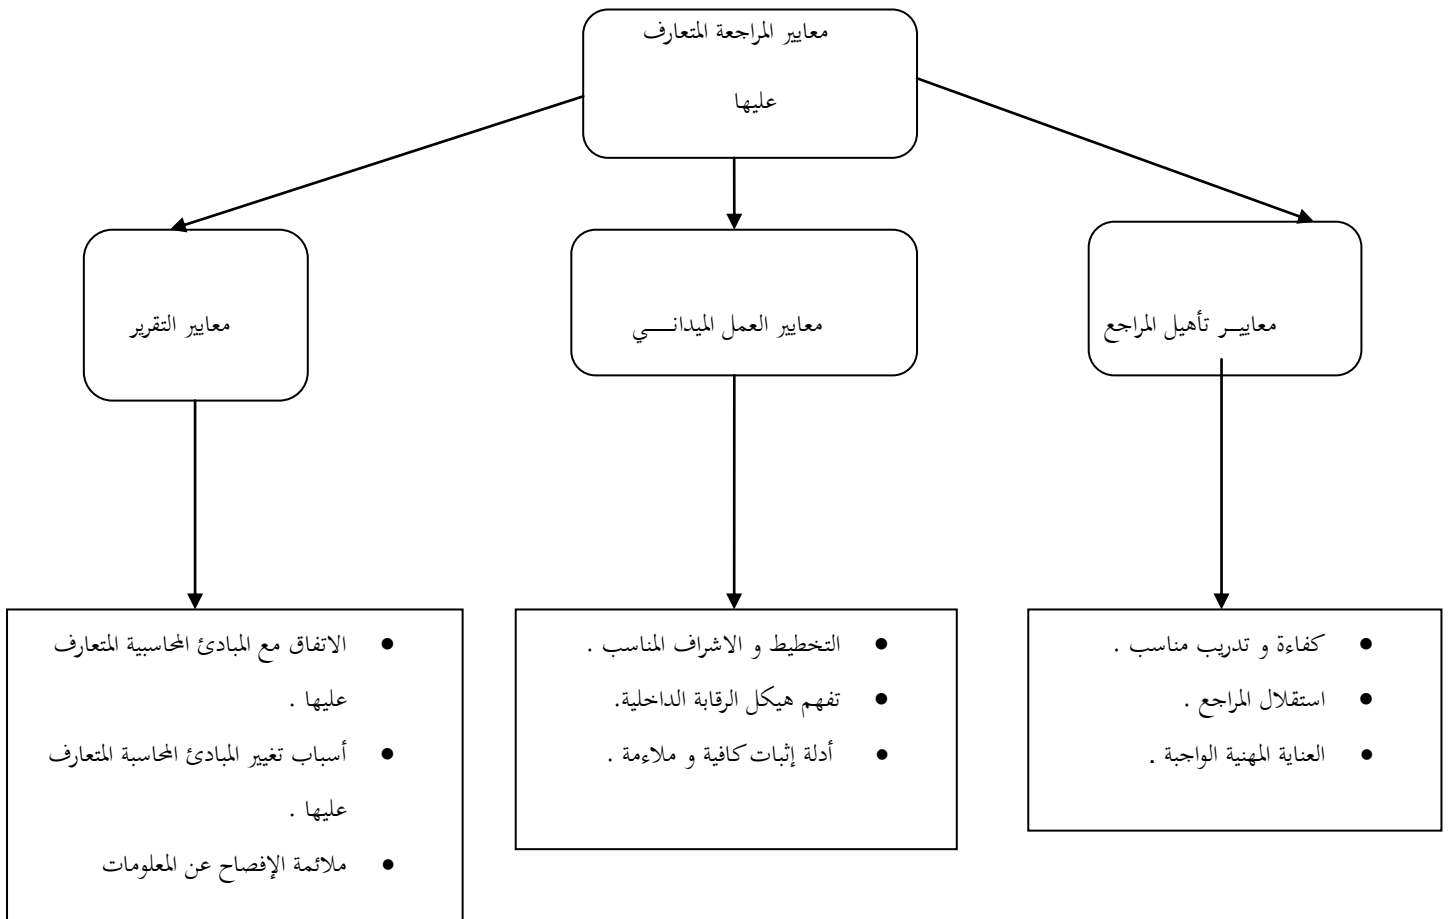 معايير المراجعة المتعارف
عليها
معاييـر تأهيل المراجع
معايير العمل الميدانــــي
معايير التقرير
● كفاءة و تدريب مناسب .
● استقلال المراجع .
● العناية المهنية الواجبة .
● التخطيط و الاشراف المناسب .
● تفهم هيكل الرقابة الداخلية.
● أدلة إثبات كافية و ملاءمة .
● الاتفاق مع المبادئ المحاسبية المتعارف
عليها .
● أسباب تغيير المبادئ المحاسبة المتعارف
عليها .
● ملائمة الإفصاح عن المعلومات